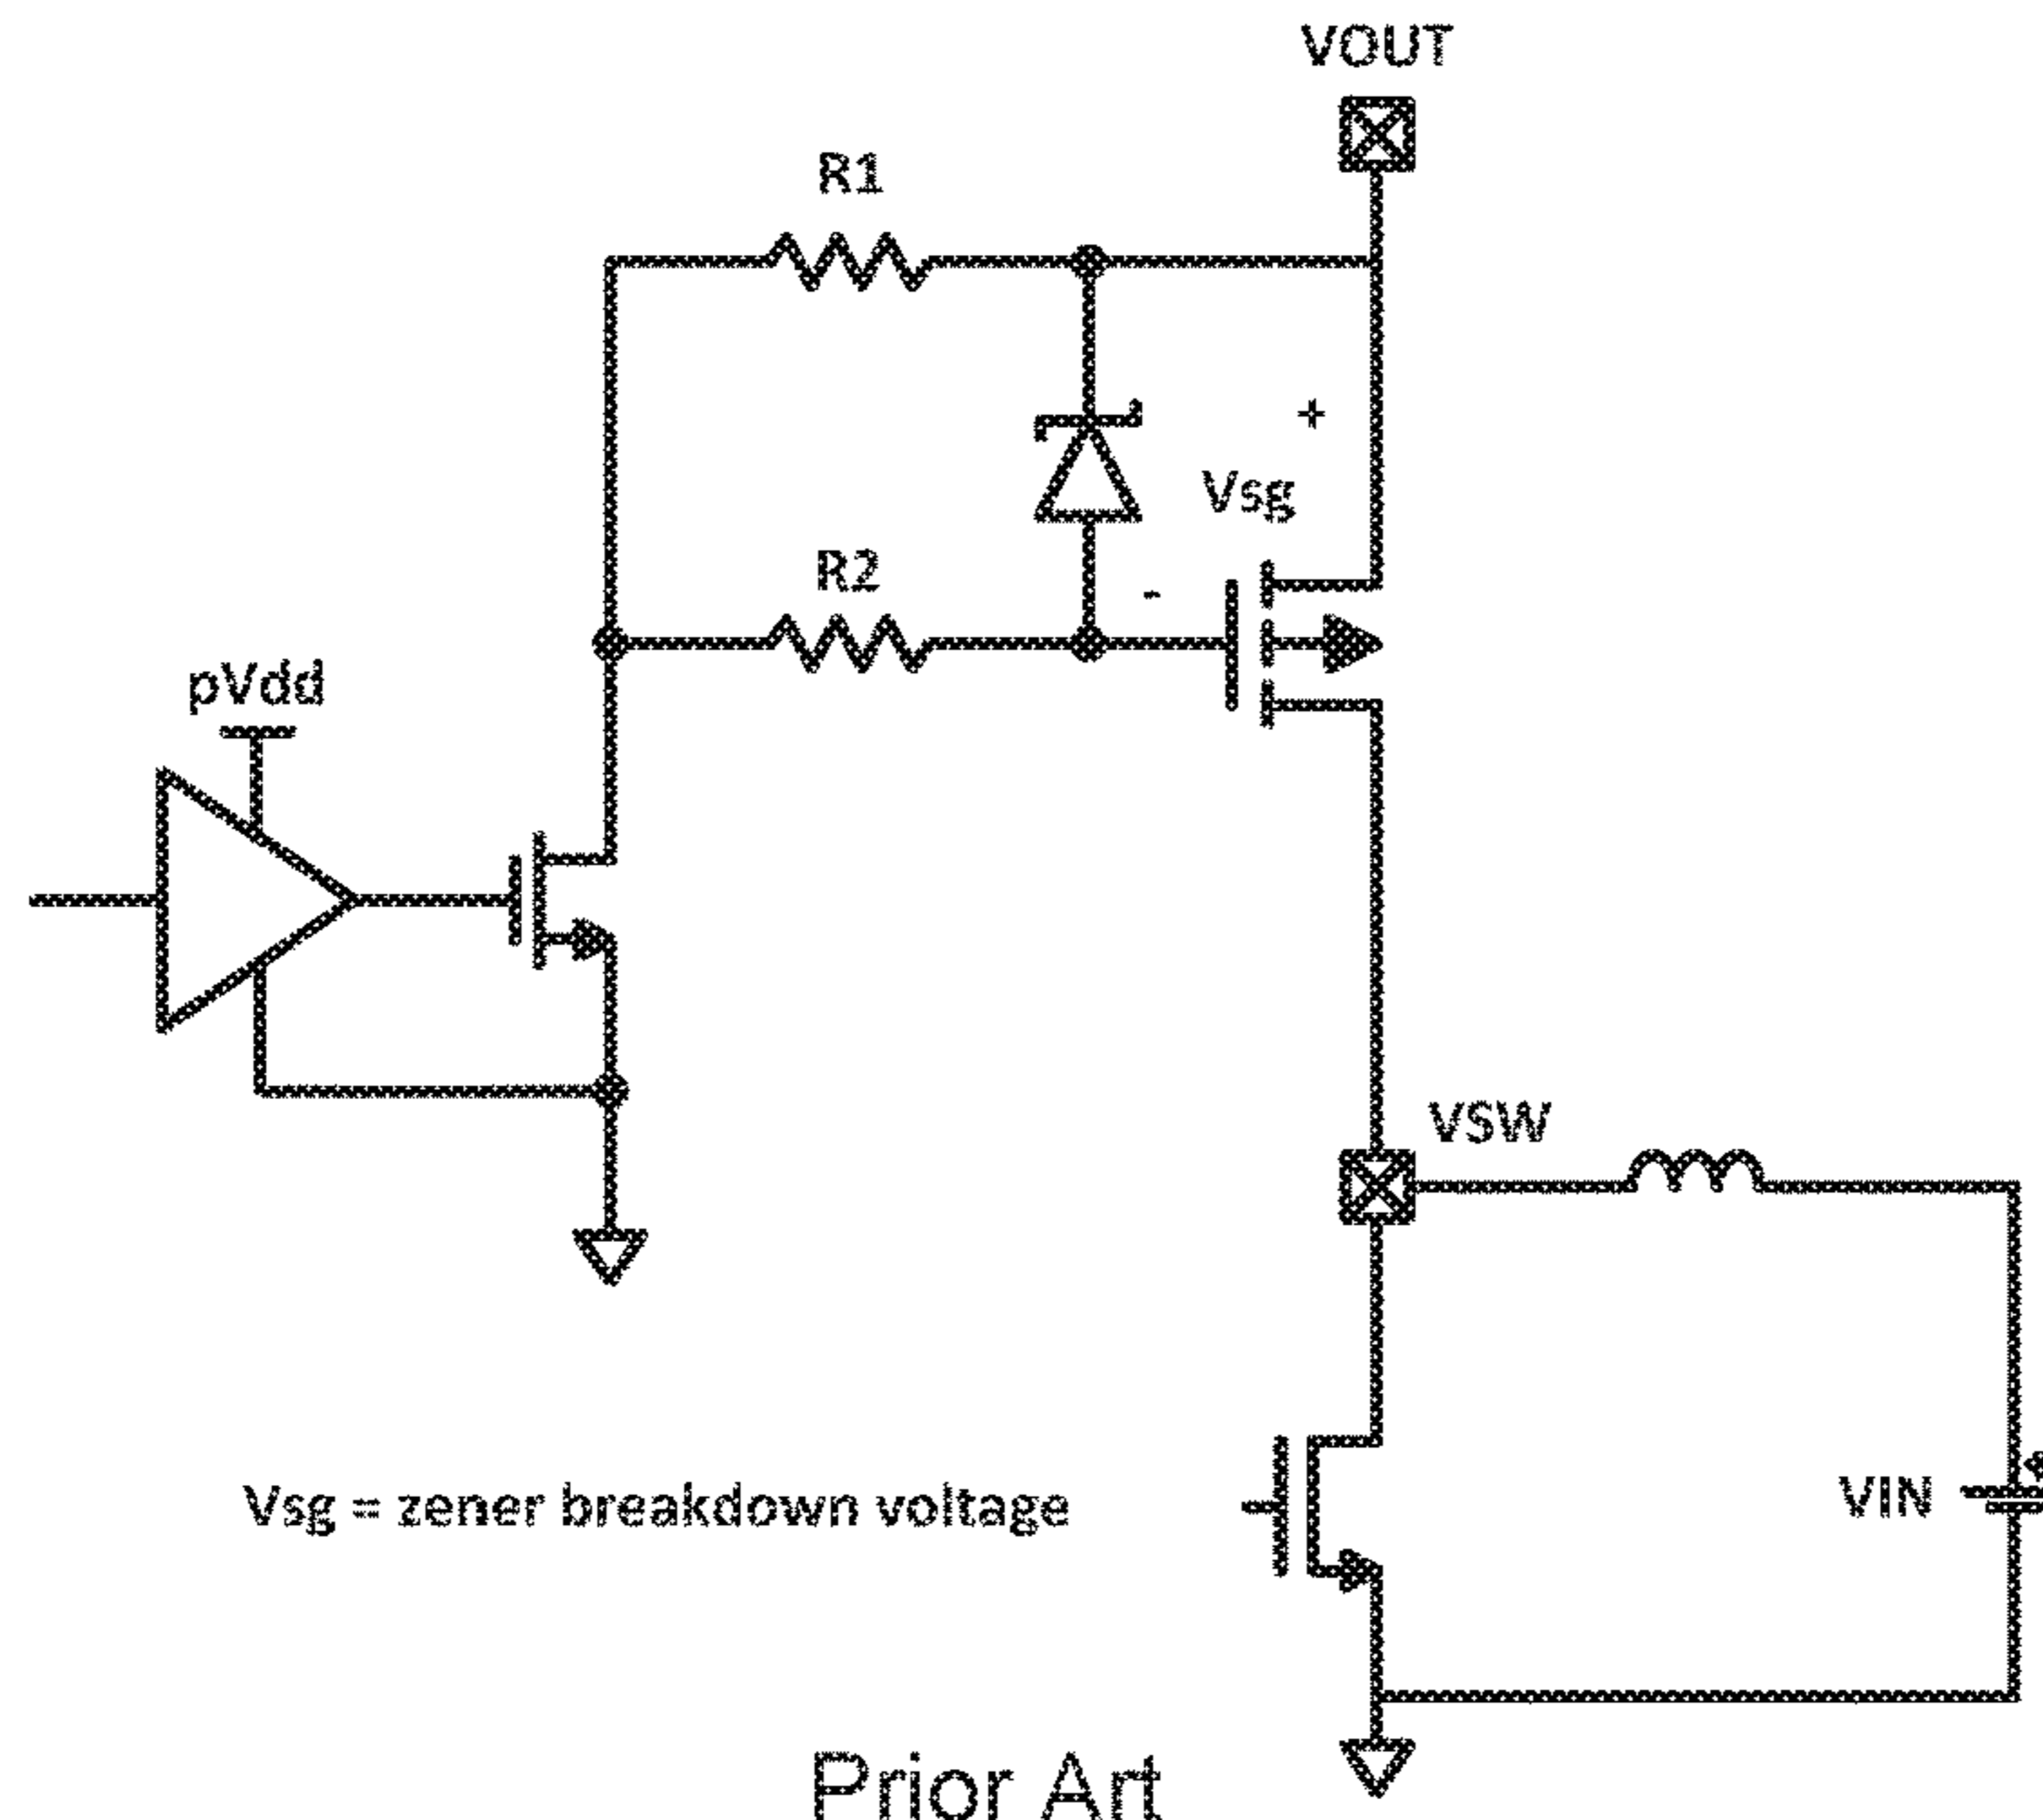 VOUT
R1
+
Vsg
R2
-
pVdd
VSW
VIN
Vsg = zener breakdown voltage
Prior Art